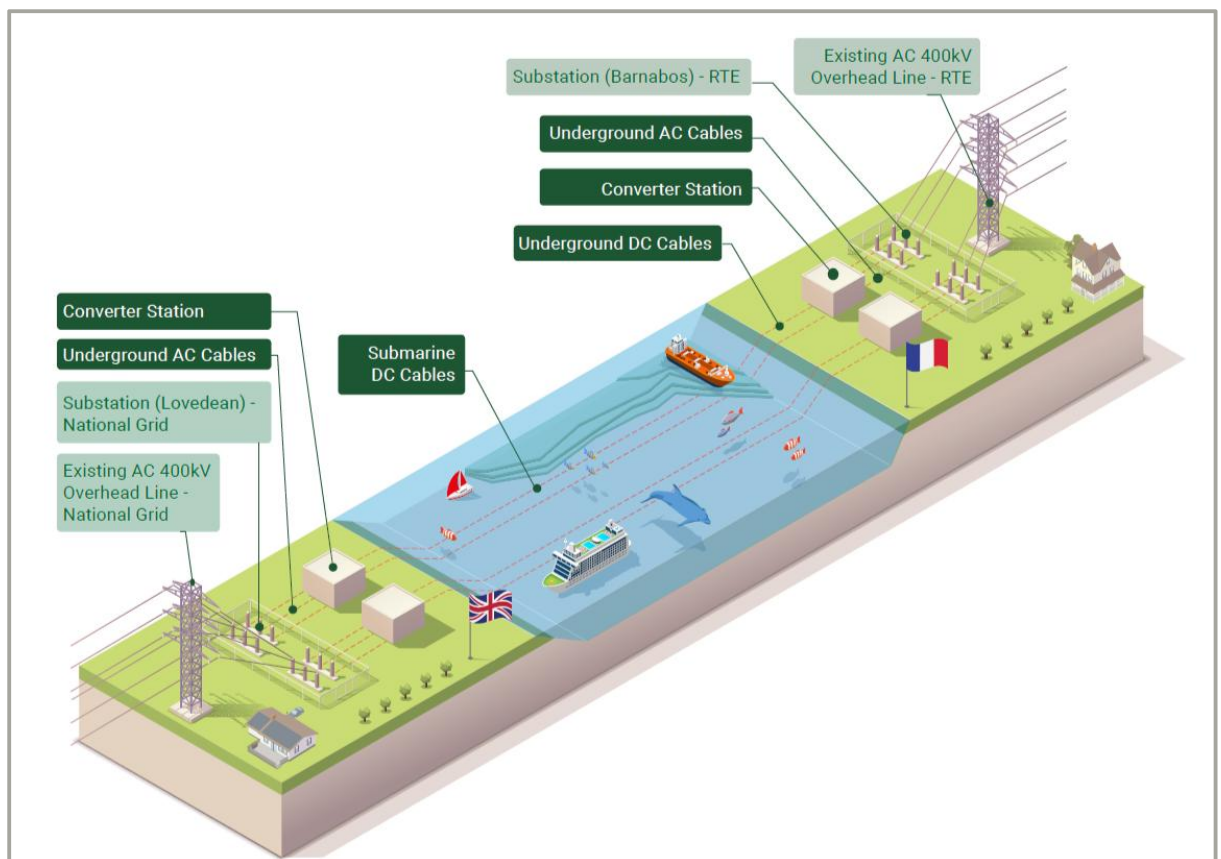 Existing AC 400kV
Overhead Line - RTE
Substation (Barnabos) - RTE
Underground AC Cables
Converter Station
Underground DC Cables
Converter Station
Underground AC Cables
Submarine
DC Cables
Substation (Lovedean) -
National Grid
Existing AC 400kV
Overhead Line -
National Grid